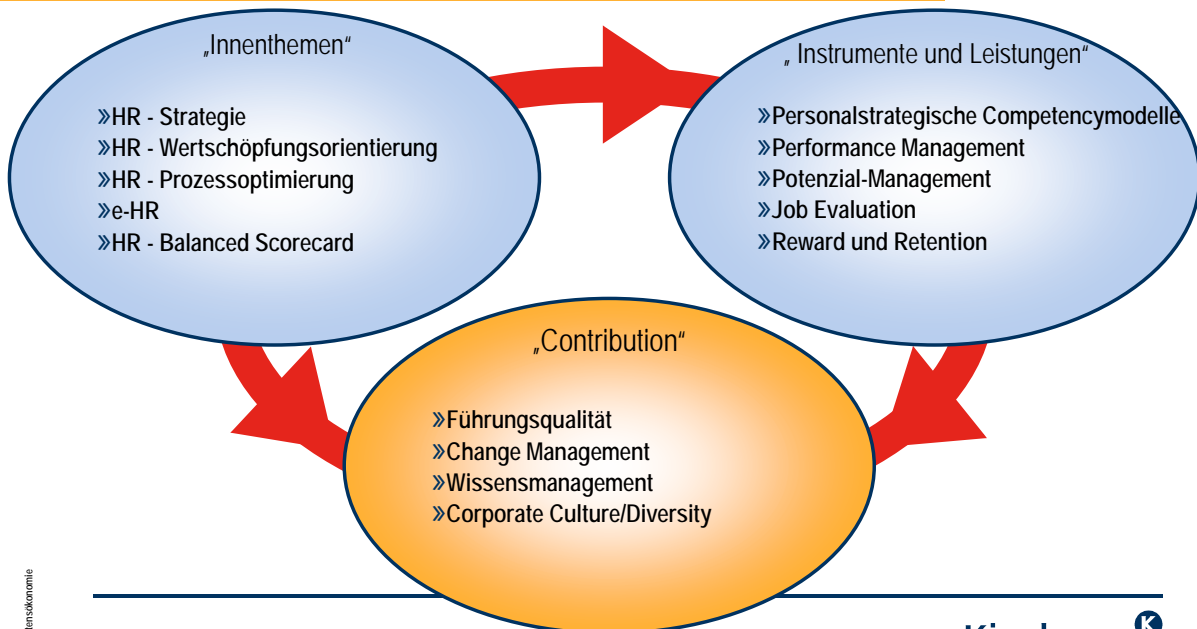 „Innenthemen“
»HR - Strategie
»HR - Wertschöpfungsorientierung
»HR - Prozessoptimierung
»e-HR
»HR - Balanced Scorecard
„ Instrumente und Leistungen“
»Personalstrategische Competencymodelle
»Performance Management
»Potenzial-Management
»Job Evaluation
»Reward und Retention
„Contribution“
»Führungsqualität
»Change Management
»Wissensmanagement
»Corporate Culture/Diversity
tensökonomie
K